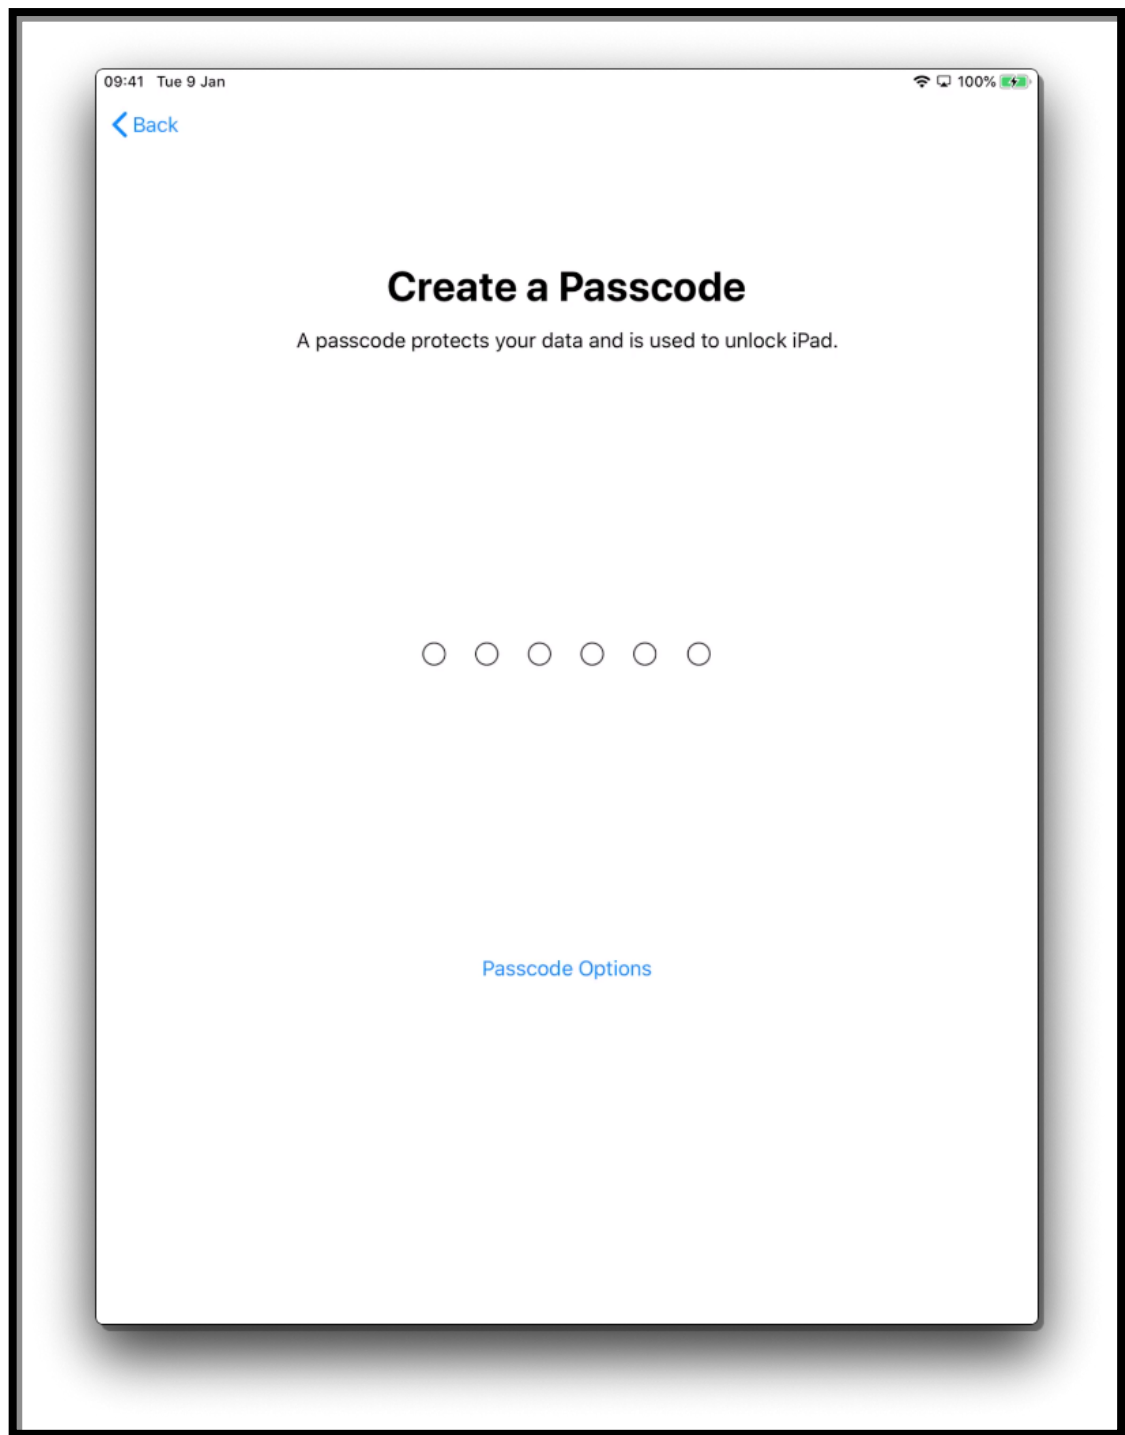 09:41 Tue 9 Jan 100%
Back
Create a Passcode
A passcode protects your data and is used to unlock iPad.
Passcode Options